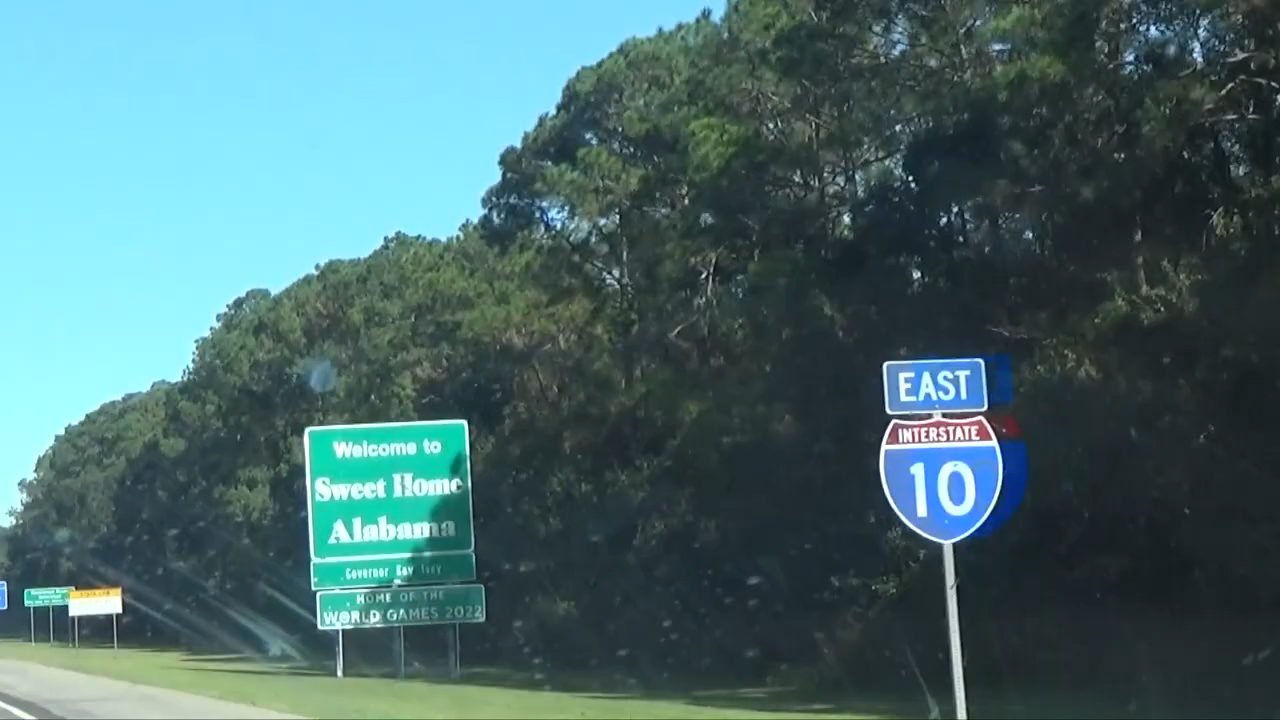 Welcome to
Sweet Home
Alabama
Governor Kay Ivey
HOME OF THE
WORLD GAMES 2022
EAST
INTERSTATE
10